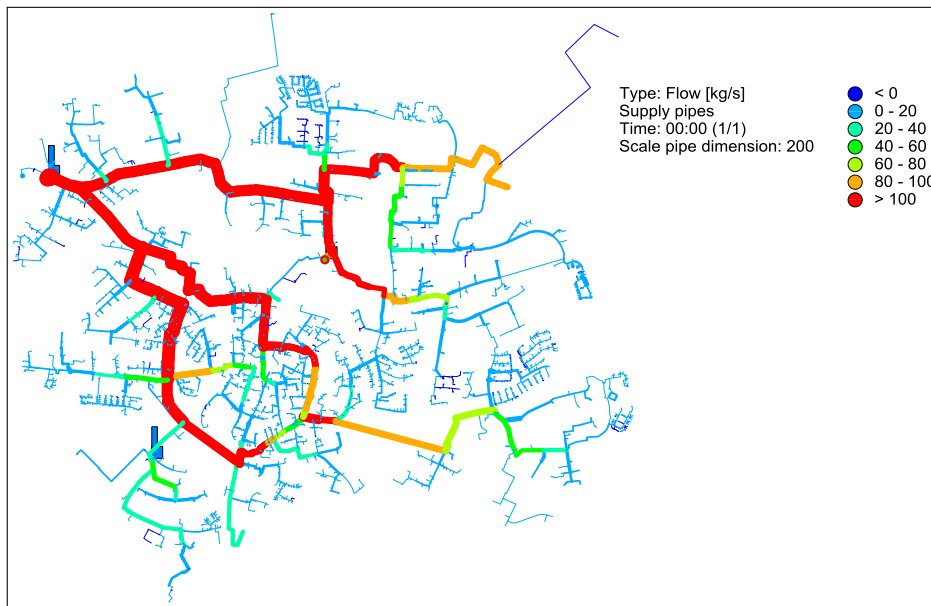 Type: Flow [kg/s]
Supply pipes
Time: 00:00 (1/1)
Scale pipe dimension: 200
< 0
0 - 20
20 - 40
40 - 60
60 - 80
80 - 100
> 100